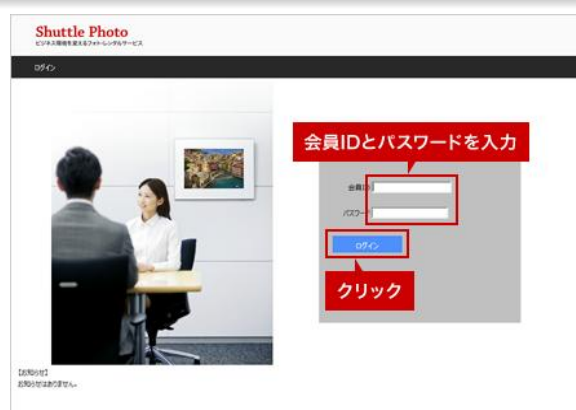 Shuttle Photo
ビジネス環境を変えるフォト・レンタルサービス
ログイン
会員IDとパスワードを入力
会員ID
パスワード
ログイン
クリック
【お知らせ】
お知らせはありません。